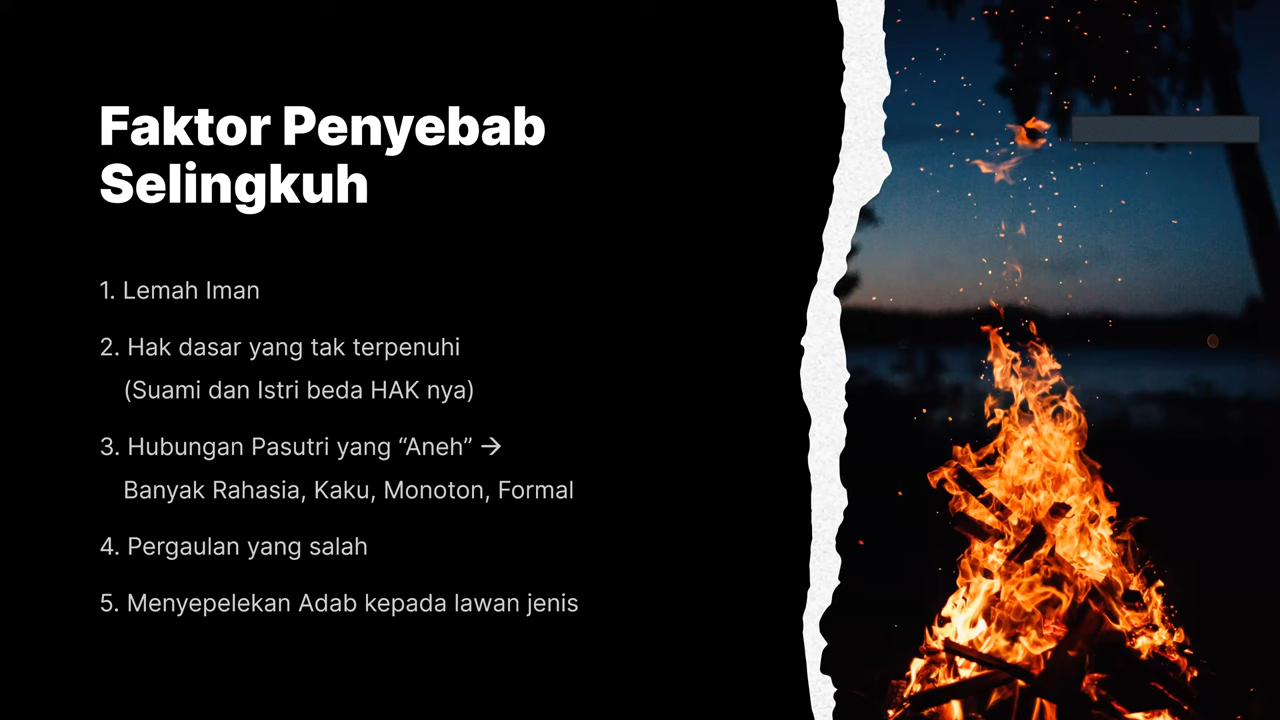 Faktor Penyebab
Selingkuh
1. Lemah Iman
2. Hak dasar yang tak terpenuhi
(Suami dan Istri beda HAK nya)
3. Hubungan Pasutri yang “Aneh” →
Banyak Rahasia, Kaku, Monoton, Formal
4. Pergaulan yang salah
5. Menyepelekan Adab kepada lawan jenis